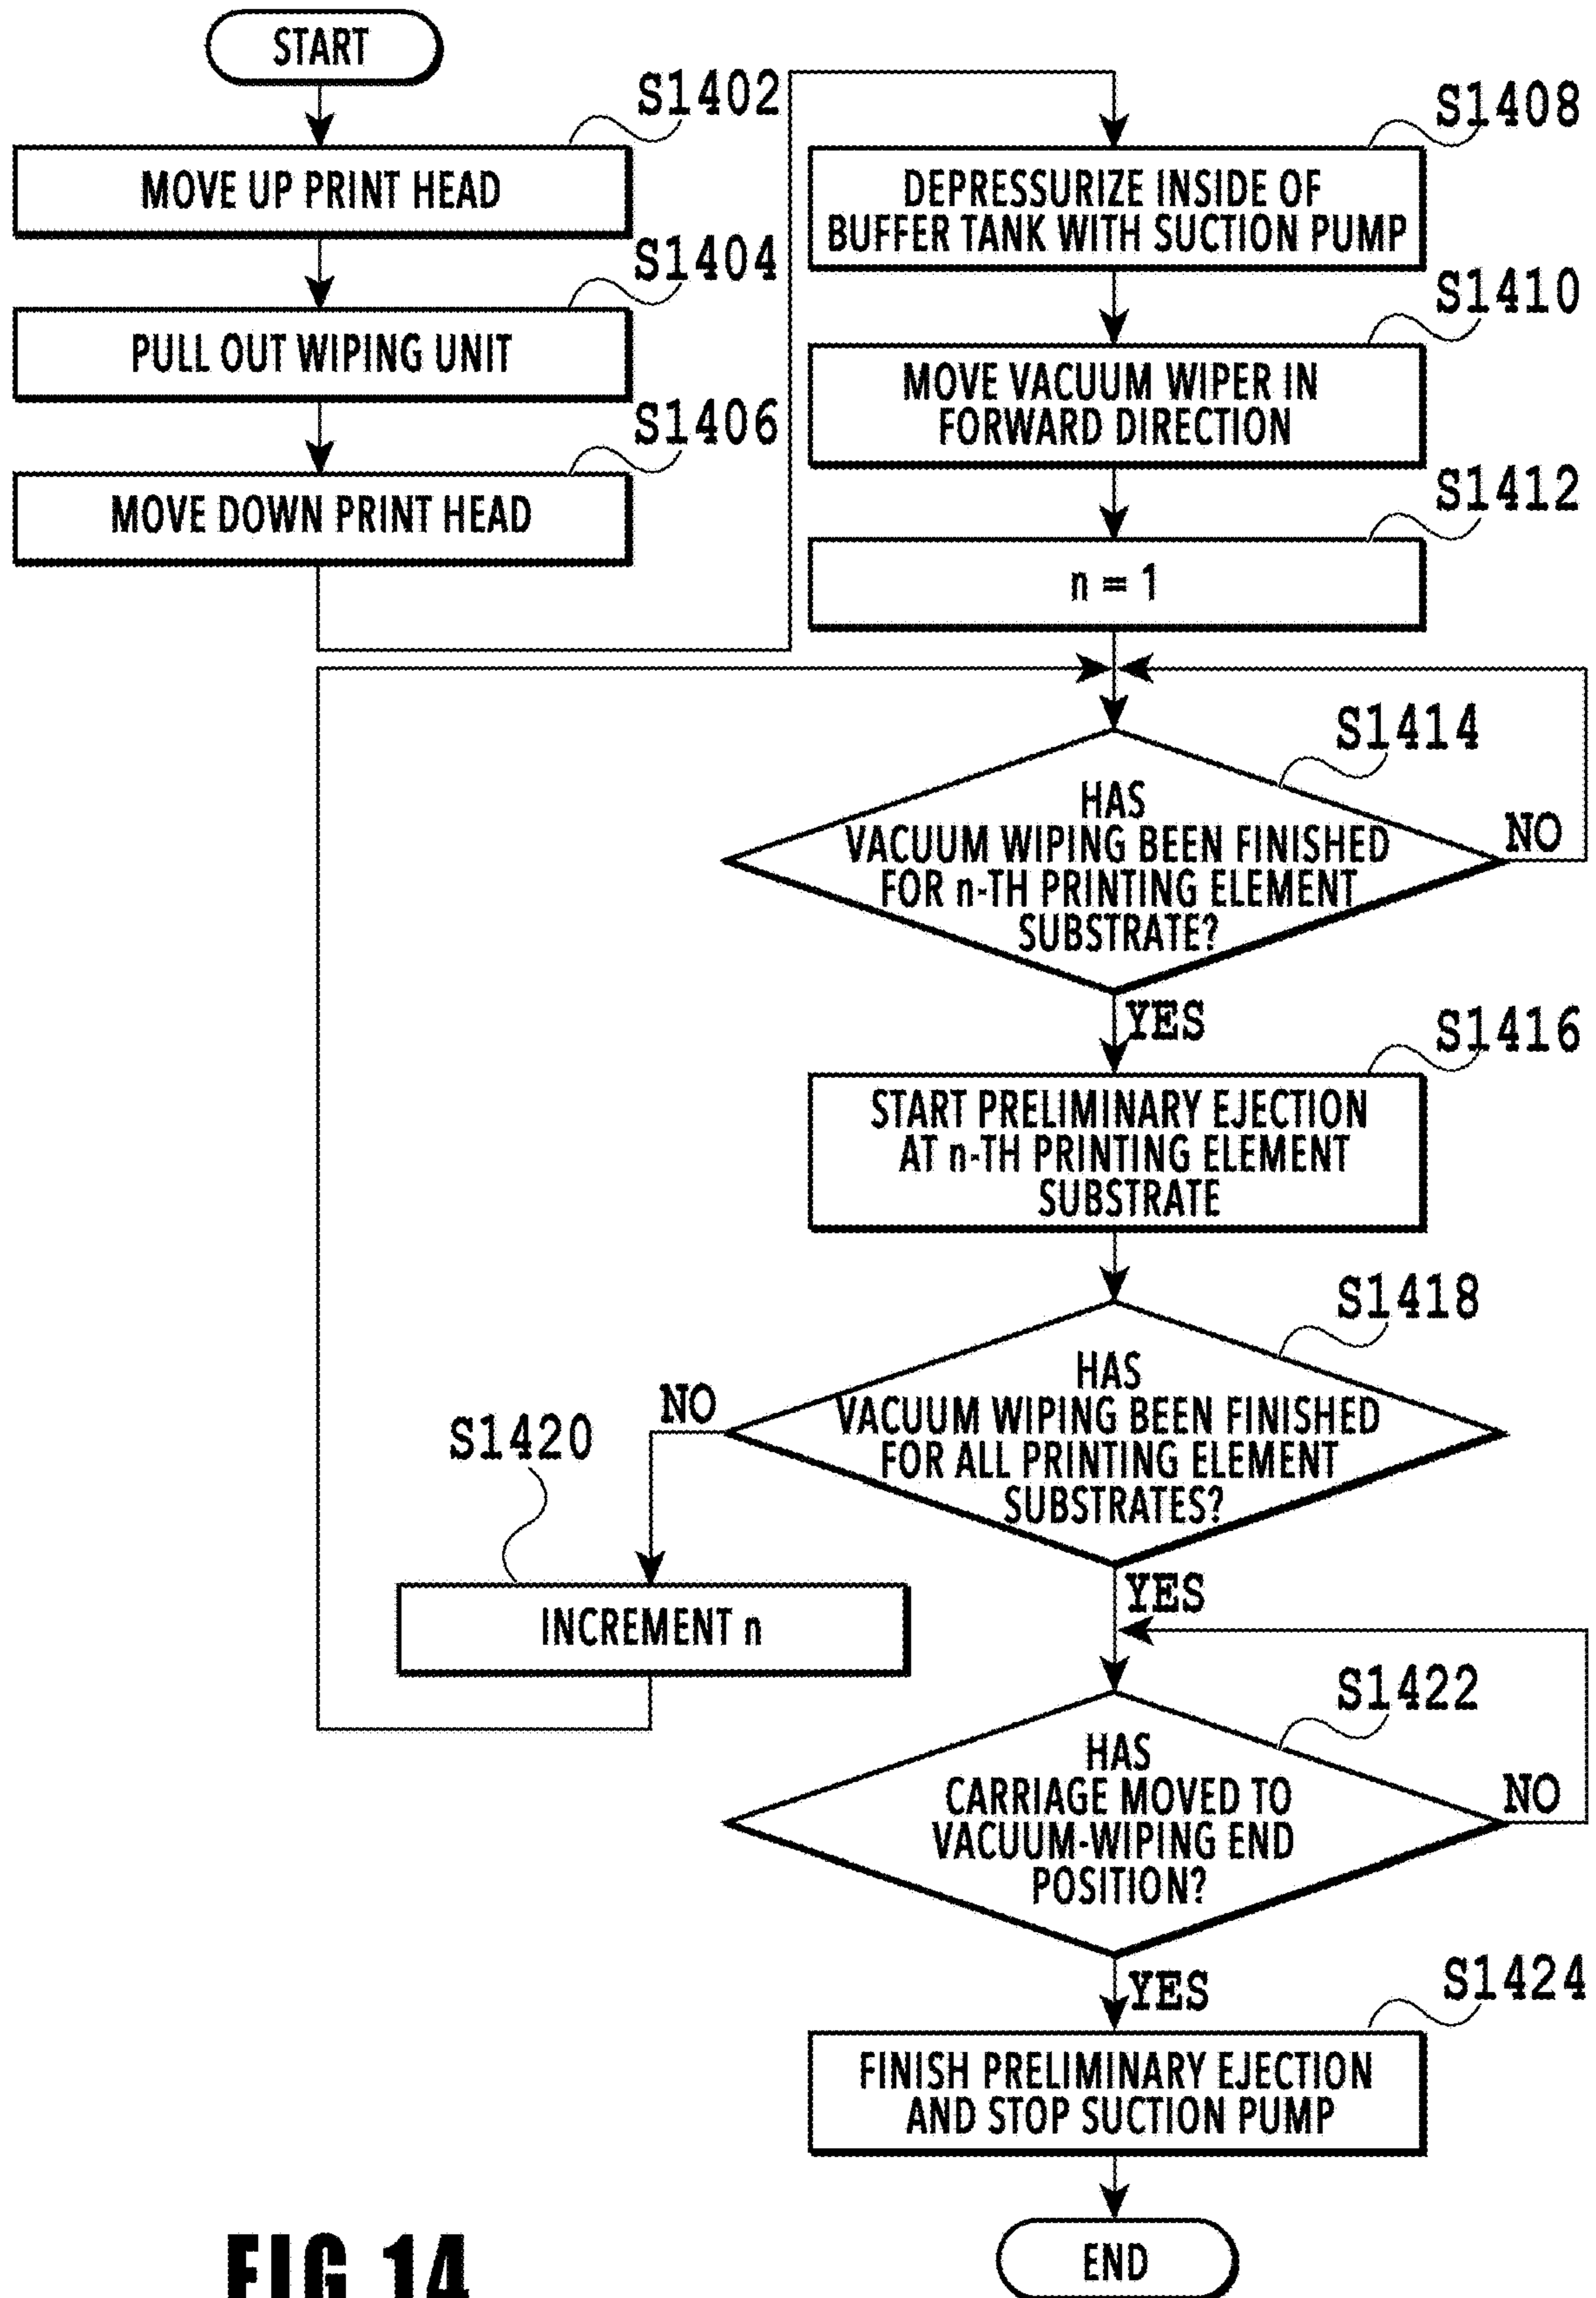 START
S1402
MOVE UP PRINT HEAD
S1404
PULL OUT WIPING UNIT
S1406
MOVE DOWN PRINT HEAD
S1408
DEPRESSURIZE INSIDE OF
BUFFER TANK WITH SUCTION PUMP
S1410
MOVE VACUUM WIPER IN
FORWARD DIRECTION
S1412
n = 1
S1414
HAS
VACUUM WIPING BEEN FINISHED
FOR n-TH PRINTING ELEMENT
SUBSTRATE?
NO
YES
S1416
START PRELIMINARY EJECTION
AT n-TH PRINTING ELEMENT
SUBSTRATE
S1418
HAS
VACUUM WIPING BEEN FINISHED
FOR ALL PRINTING ELEMENT
SUBSTRATES?
NO
S1420
INCREMENT n
YES
S1422
HAS
CARRIAGE MOVED TO
VACUUM-WIPING END
POSITION?
NO
YES
S1424
FINISH PRELIMINARY EJECTION
AND STOP SUCTION PUMP
END
FIG.14